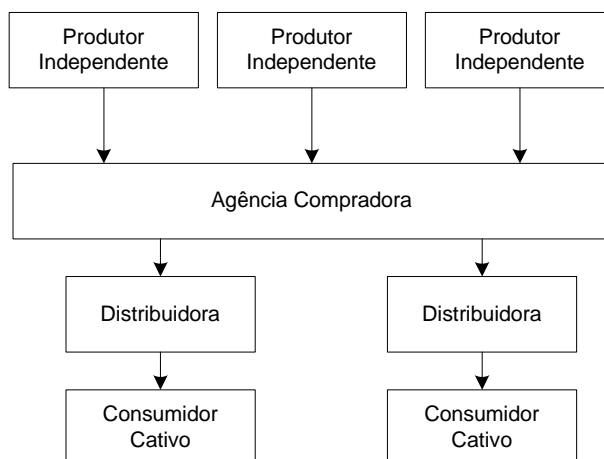 Produtor
Independente
Produtor
Independente
Produtor
Independente
Agência Compradora
Distribuidora
Distribuidora
Consumidor
Cativo
Consumidor
Cativo